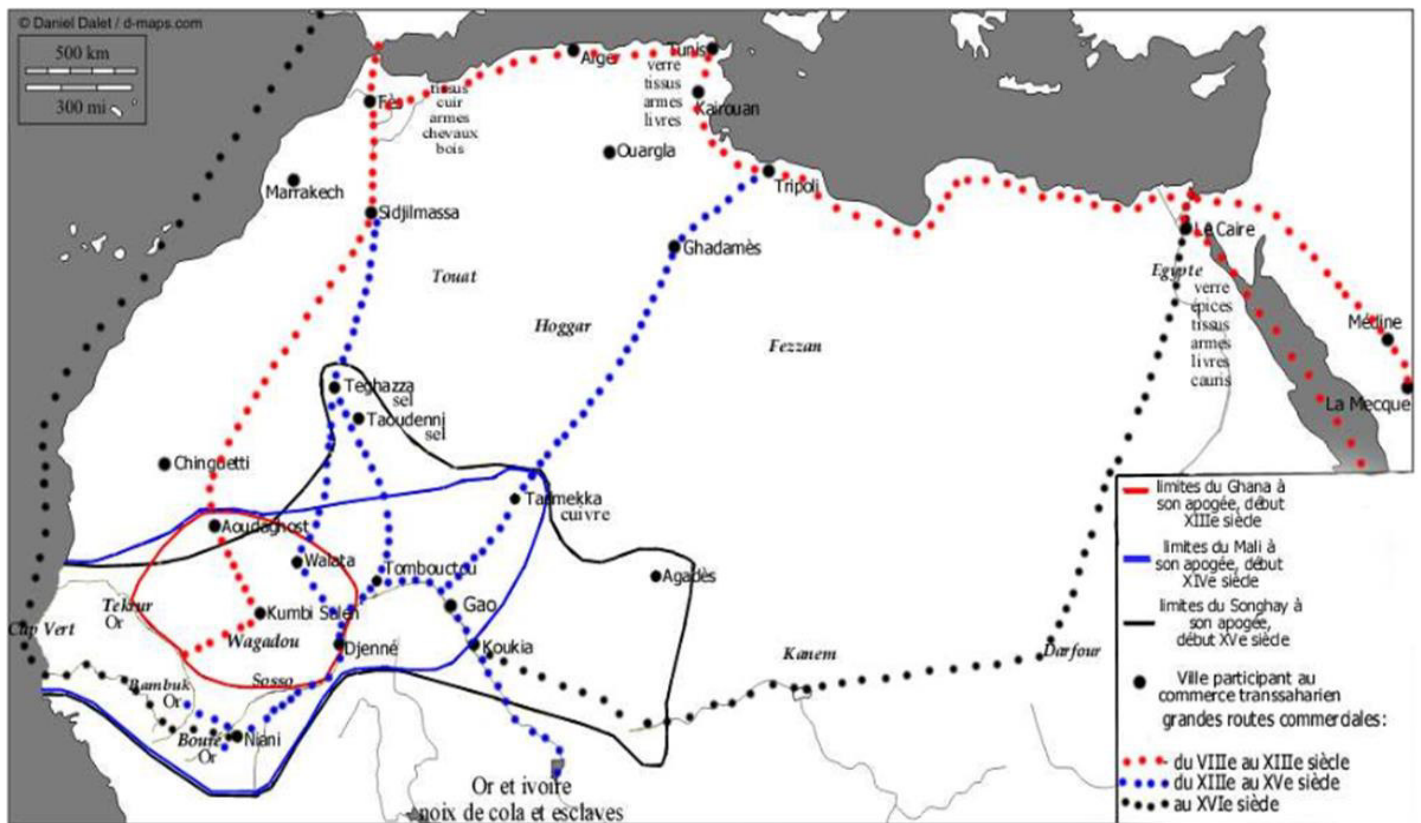 © Daniel Dalet / d-maps.com
500 km
300 mi
Alger
Tunis
verre
tissus
armes
livres
Kairouan
Fès
tissus
cuir
armes
chevaux
bois
Ouargla
Marrakech
Tripoli
Sidjilmassa
Le Caire
Ghadamès
Touat
Egypte
verre
épices
tissus
armes
livres
cauris
Hoggar
Fezzan
Médine
La Mecque
Teghazza
sel
Taoudenni
sel
Chinguetti
Tadmekka
cuivre
Aoudaghost
Walata
Tombouctou
Agadès
Tekrur
Or
Kumbi Saleh
Gao
Cap Vert
Wagadou
Djenné
Koukia
Kanem
Darfour
Bambuk
Or
Sosso
Bouré
Or
Niani
Or et ivoire
noix de cola et esclaves
limites du Ghana à
son apogée, début
XIIIe siècle
limites du Mali à
son apogée, début
XIVe siècle
limites du Songhay à
son apogée,
début XVe siècle
Ville participant au
commerce transsaharien
grandes routes commerciales:
du VIIIe au XIIIe siècle
du XIIIe au XVe siècle
au XVIe siècle